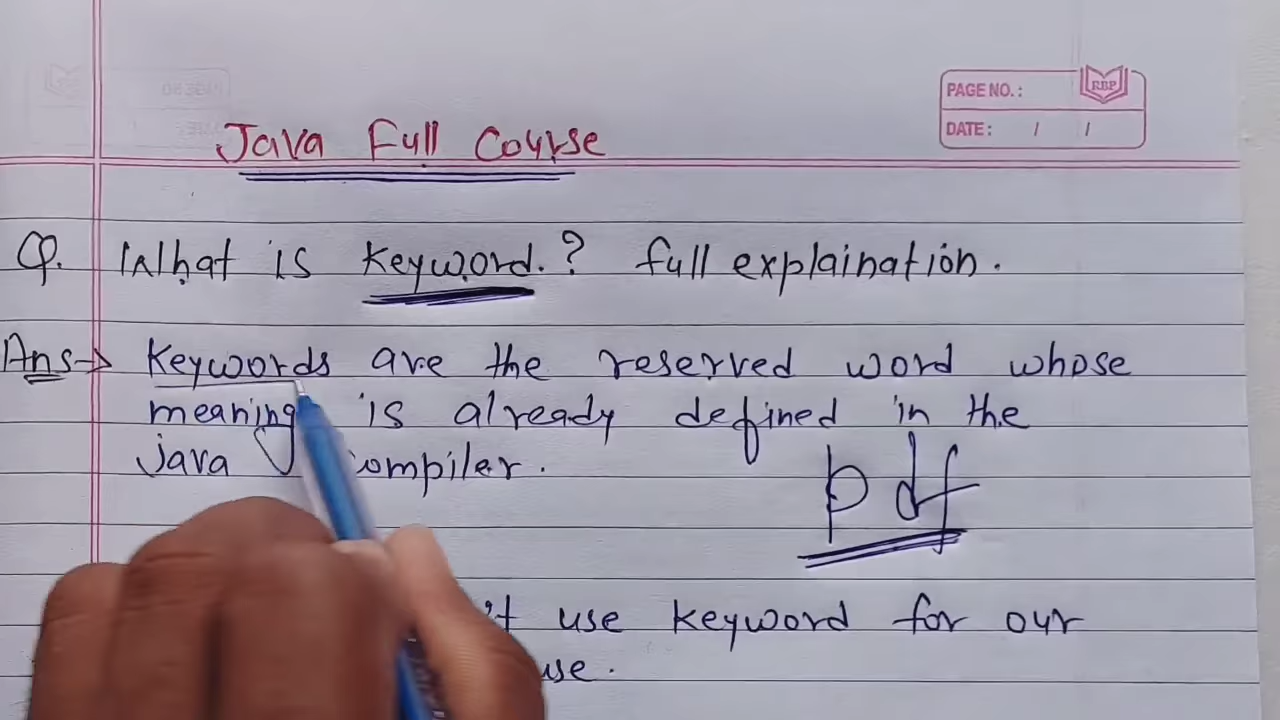 PAGE NO. :
RBP
DATE : / /
Java Full Course
Q. What is Keyword.? full explaination.
Ans→ Keywords are the reserved word whose
meaning is already defined in the
java compiler.
pdf
use keyword for our